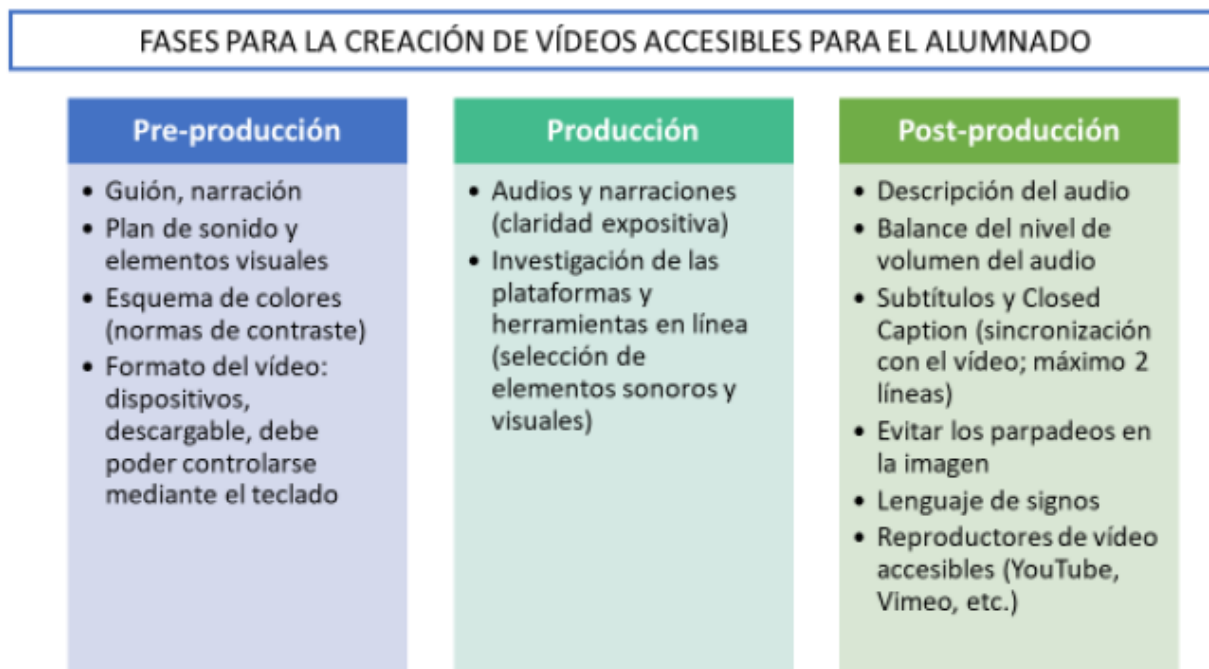 FASES PARA LA CREACIÓN DE VÍDEOS ACCESIBLES PARA EL ALUMNADO
Pre-producción
• Guión, narración
• Plan de sonido y
elementos visuales
• Esquema de colores
(normas de contraste)
• Formato del vídeo:
dispositivos,
descargable, debe
poder controlarse
mediante el teclado
Producción
• Audios y narraciones
(claridad expositiva)
• Investigación de las
plataformas y
herramientas en línea
(selección de
elementos sonoros y
visuales)
Post-producción
• Descripción del audio
• Balance del nivel de
volumen del audio
• Subtítulos y Closed
Caption (sincronización
con el vídeo; máximo 2
líneas)
• Evitar los parpadeos en
la imagen
• Lenguaje de signos
• Reproductores de vídeo
accesibles (YouTube,
Vimeo, etc.)